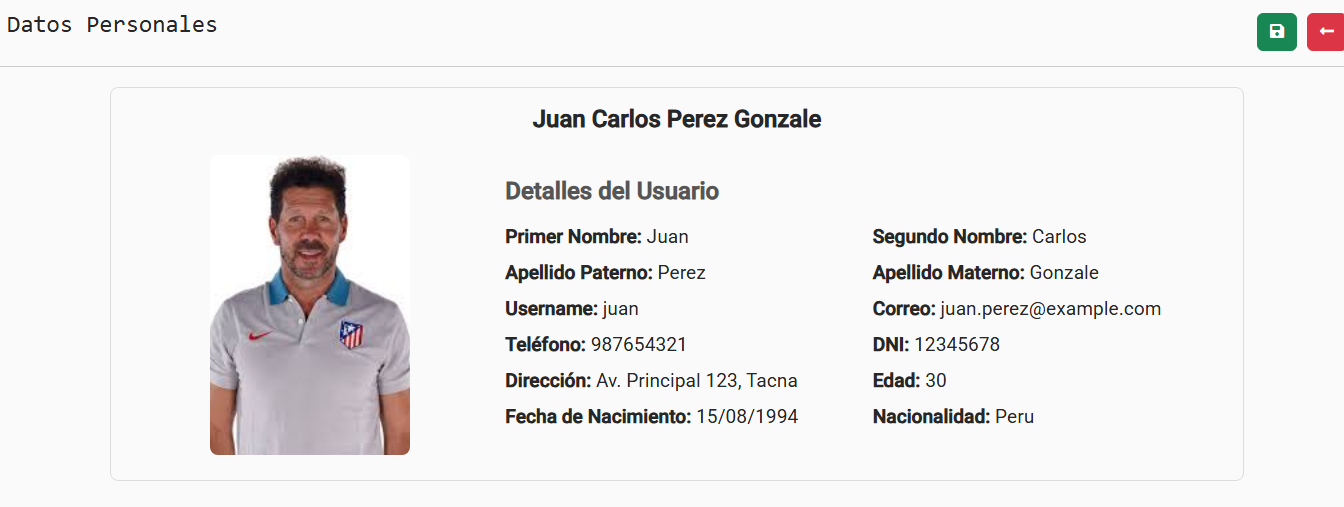 Datos Personales
Juan Carlos Perez Gonzale
Detalles del Usuario
Primer Nombre: Juan
Segundo Nombre: Carlos
Apellido Paterno: Perez
Apellido Materno: Gonzale
Username: juan
Correo: juan.perez@example.com
Teléfono: 987654321
DNI: 12345678
Dirección: Av. Principal 123, Tacna
Edad: 30
Fecha de Nacimiento: 15/08/1994
Nacionalidad: Peru